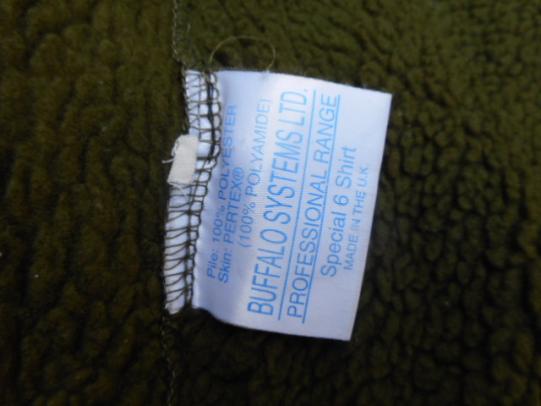 Pile: 100% POLYESTER
Skin: PERTEX®
(100% POLYAMIDE)
BUFFALO SYSTEMS LTD.
PROFESSIONAL RANGE
Special 6 Shirt
MADE IN THE U.K